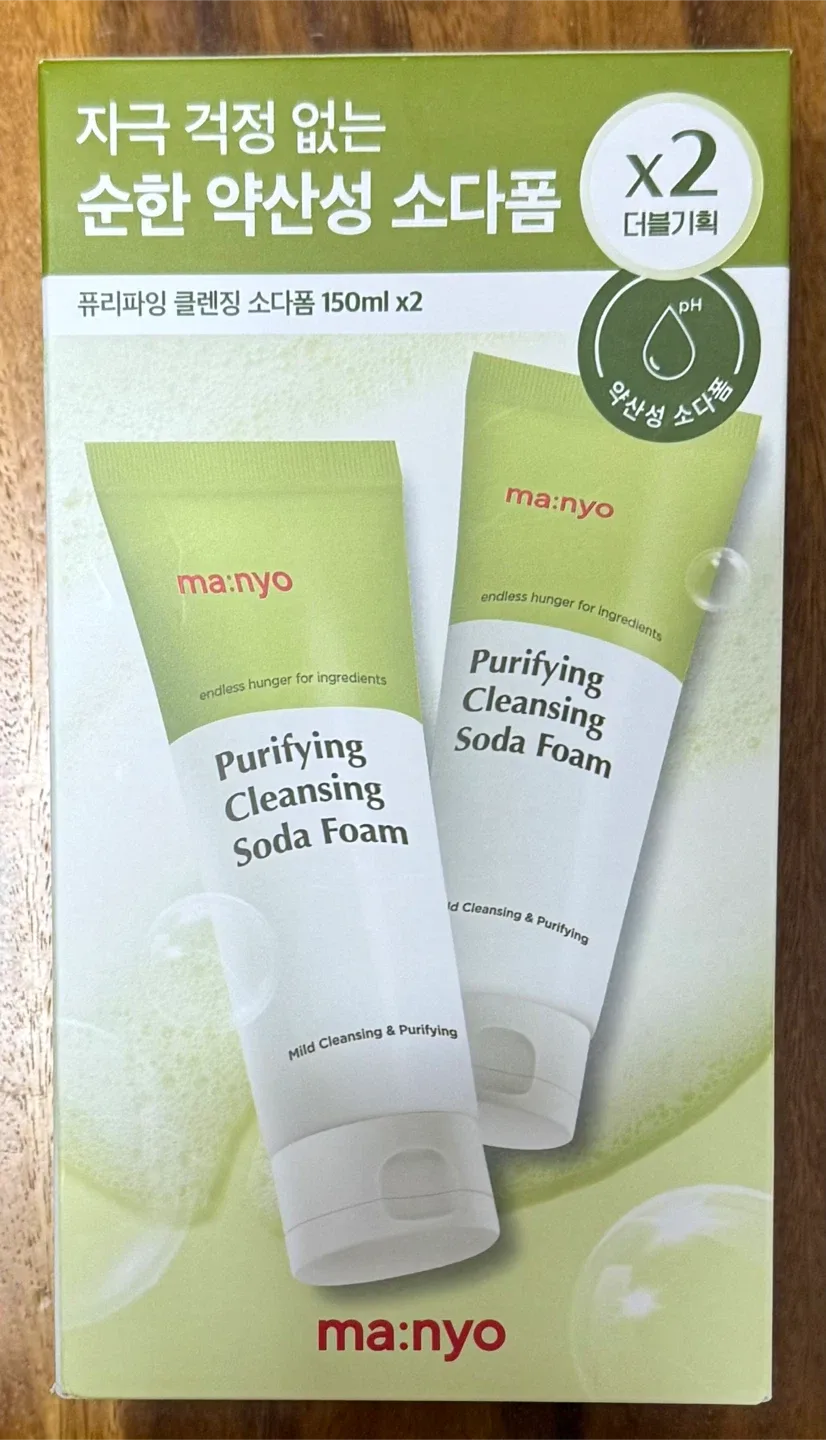 자극 걱정 없는
순한 약산성 소다폼
x2
더블기획
퓨리파잉 클렌징 소다폼 150ml x2
pH
약산성 소다폼
ma:nyo
endless hunger for ingredients
Purifying
Cleansing
Soda Foam
Mild Cleansing & Purifying
ma:nyo
endless hunger for ingredients
Purifying
Cleansing
Soda Foam
ld Cleansing & Purifying
ma:nyo